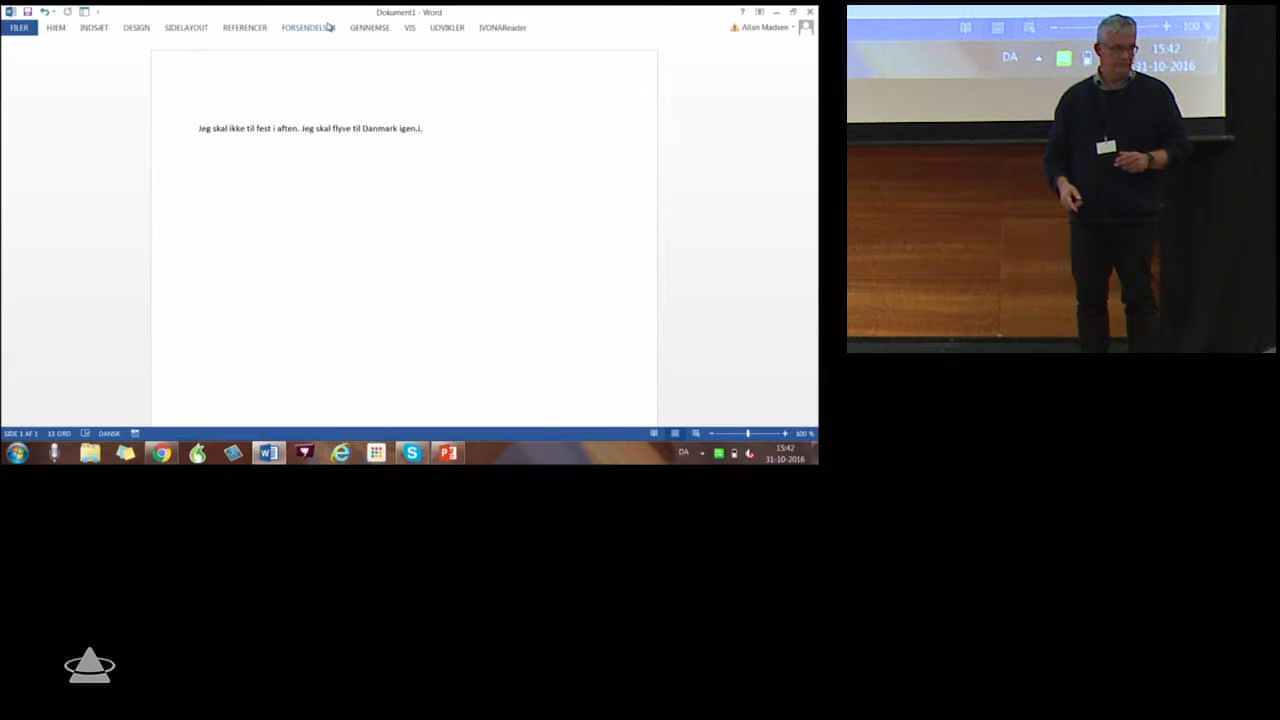 Dokument1 - Word
?
FILER HJEM INDSÆT DESIGN SIDELAYOUT REFERENCER FORSENDELSER GENNEMSE VIS UDVIKLER IVONAReader
Allan Madsen
Jeg skal ikke til fest i aften. Jeg skal flyve til Danmark igen.i,
SIDE 1 AF 1 13 ORD DANSK
100 %
DA
15:42
31-10-2016
100 %
DA
15:42
31-10-2016